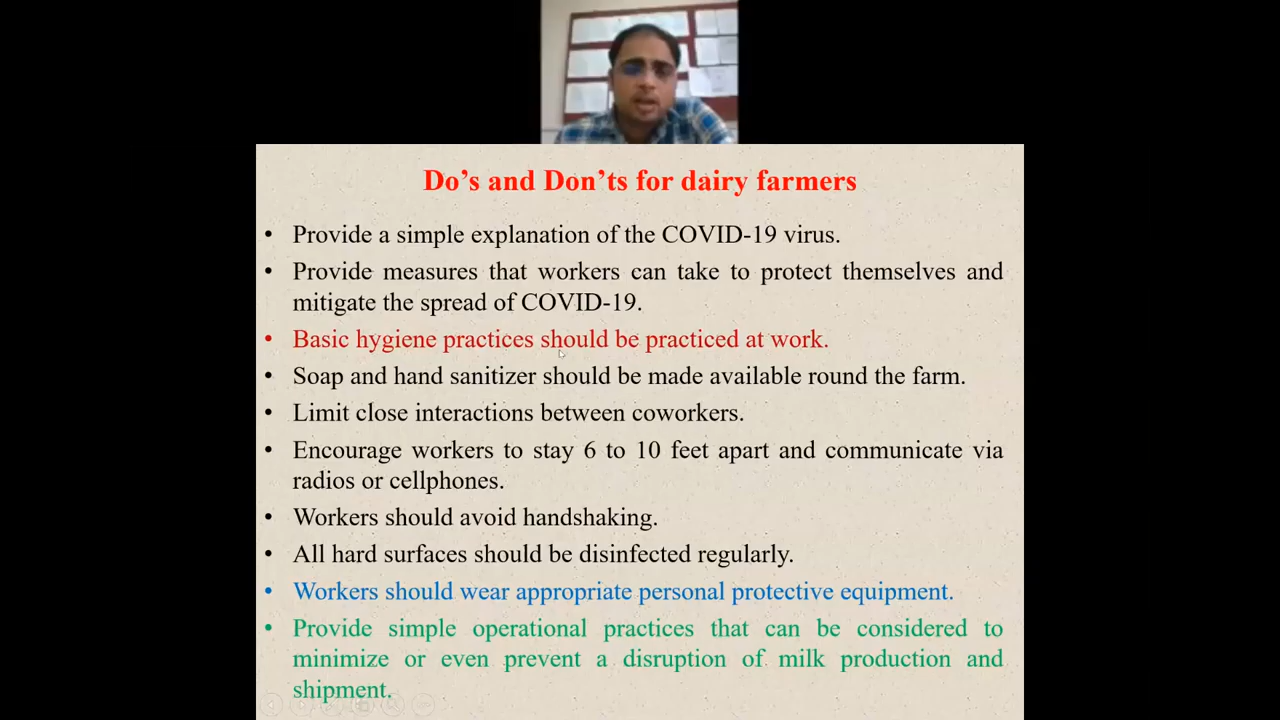 Do's and Don'ts for dairy farmers
• Provide a simple explanation of the COVID-19 virus.
• Provide measures that workers can take to protect themselves and
mitigate the spread of COVID-19.
• Basic hygiene practices should be practiced at work.
• Soap and hand sanitizer should be made available round the farm.
• Limit close interactions between coworkers.
• Encourage workers to stay 6 to 10 feet apart and communicate via
radios or cellphones.
• Workers should avoid handshaking.
• All hard surfaces should be disinfected regularly.
• Workers should wear appropriate personal protective equipment.
• Provide simple operational practices that can be considered to
minimize or even prevent a disruption of milk production and
shipment.